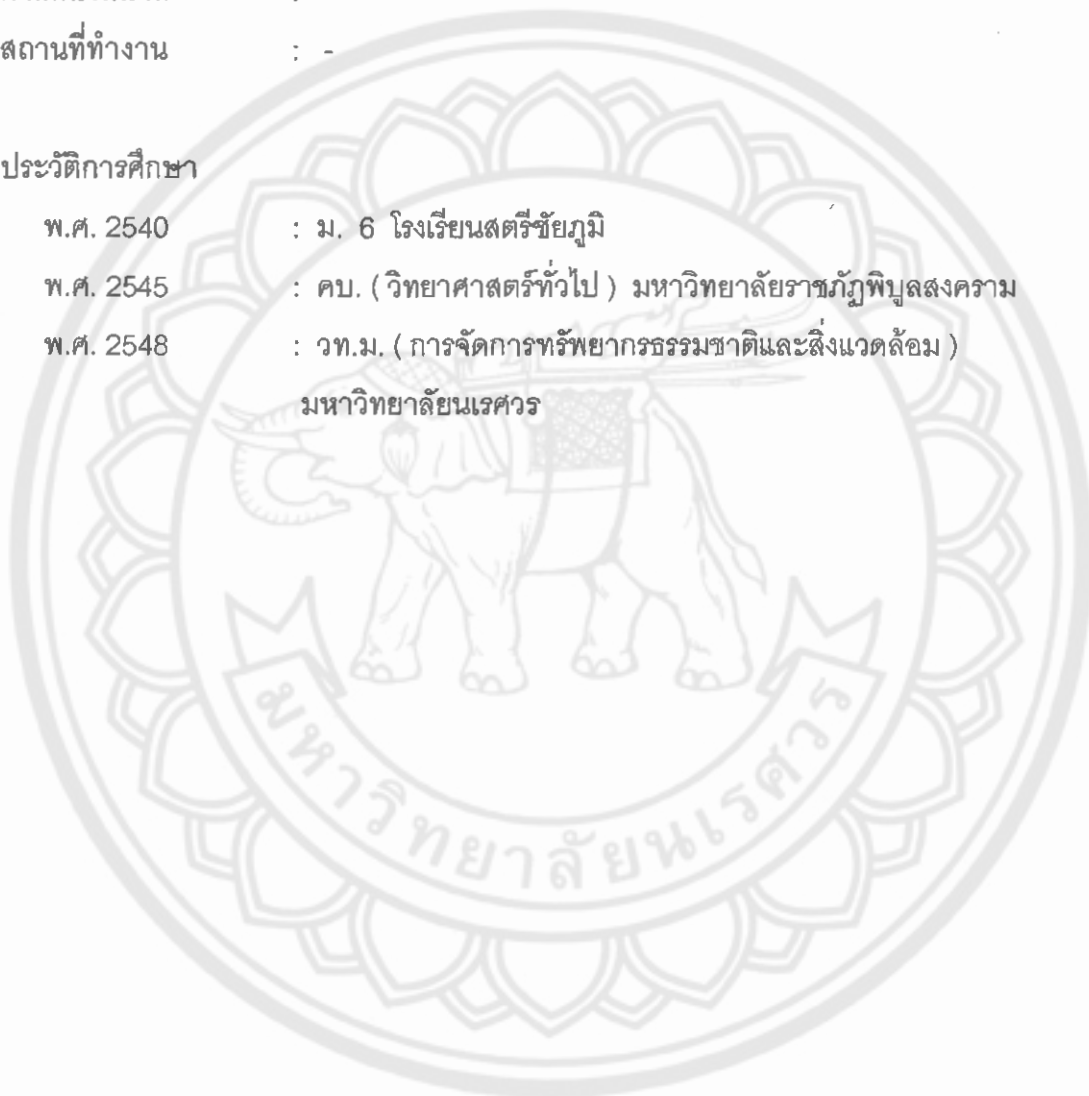 สถานที่ทำงาน : -
ประวัติการศึกษา
พ.ศ. 2540 : ม. 6 โรงเรียนสตรีชัยภูมิ
พ.ศ. 2545 : คบ. ( วิทยาศาสตร์ทั่วไป ) มหาวิทยาลัยราชภัฏพิบูลสงคราม
พ.ศ. 2548 : วท.ม. ( การจัดการทรัพยากรธรรมชาติและสิ่งแวดล้อม )
มหาวิทยาลัยนเรศวร
มหาวิทยาลัยนเรศวร